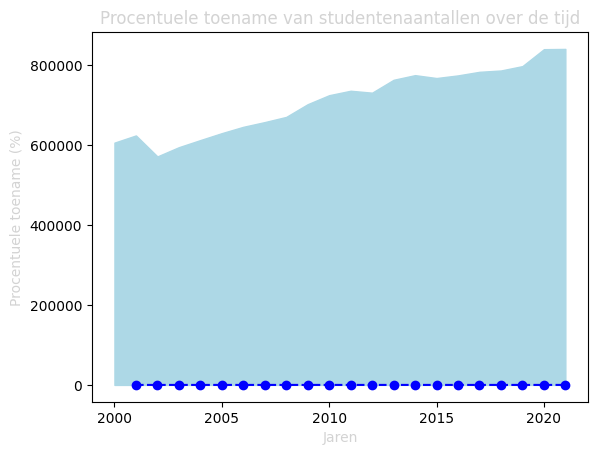 Procentuele toename van studentenaantallen over de tijd
Procentuele toename (%)
800000
600000
400000
200000
0
2000 2005 2010 2015 2020
Jaren